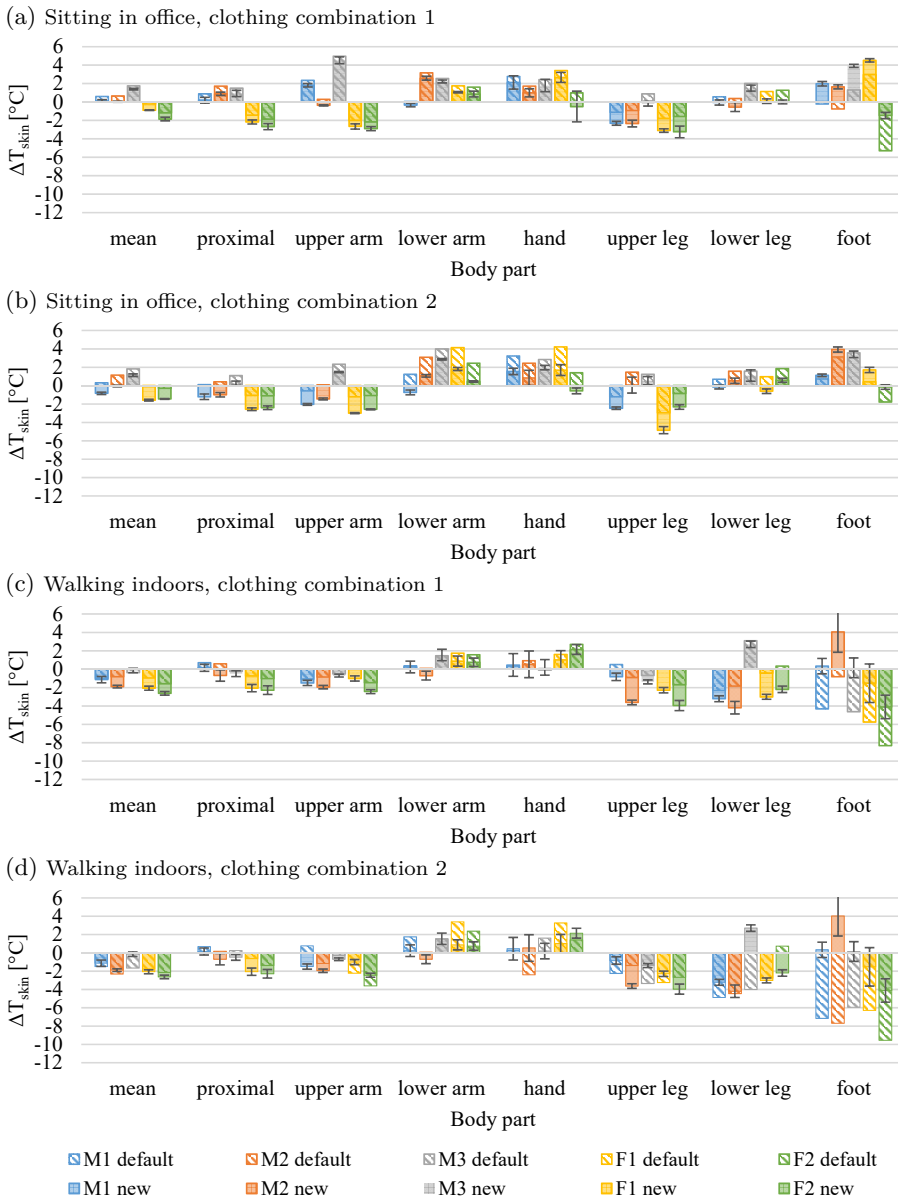 (a) Sitting in office, clothing combination 1
6
4
2
0
-2
-4
-6
-8
-10
-12
ΔT_skin [°C]
mean proximal upper arm lower arm hand upper leg lower leg foot
Body part
(b) Sitting in office, clothing combination 2
6
4
2
0
-2
-4
-6
-8
-10
-12
ΔT_skin [°C]
mean proximal upper arm lower arm hand upper leg lower leg foot
Body part
(c) Walking indoors, clothing combination 1
6
4
2
0
-2
-4
-6
-8
-10
-12
ΔT_skin [°C]
mean proximal upper arm lower arm hand upper leg lower leg foot
Body part
(d) Walking indoors, clothing combination 2
6
4
2
0
-2
-4
-6
-8
-10
-12
ΔT_skin [°C]
mean proximal upper arm lower arm hand upper leg lower leg foot
Body part
M1 default M2 default M3 default F1 default F2 default
M1 new M2 new M3 new F1 new F2 new